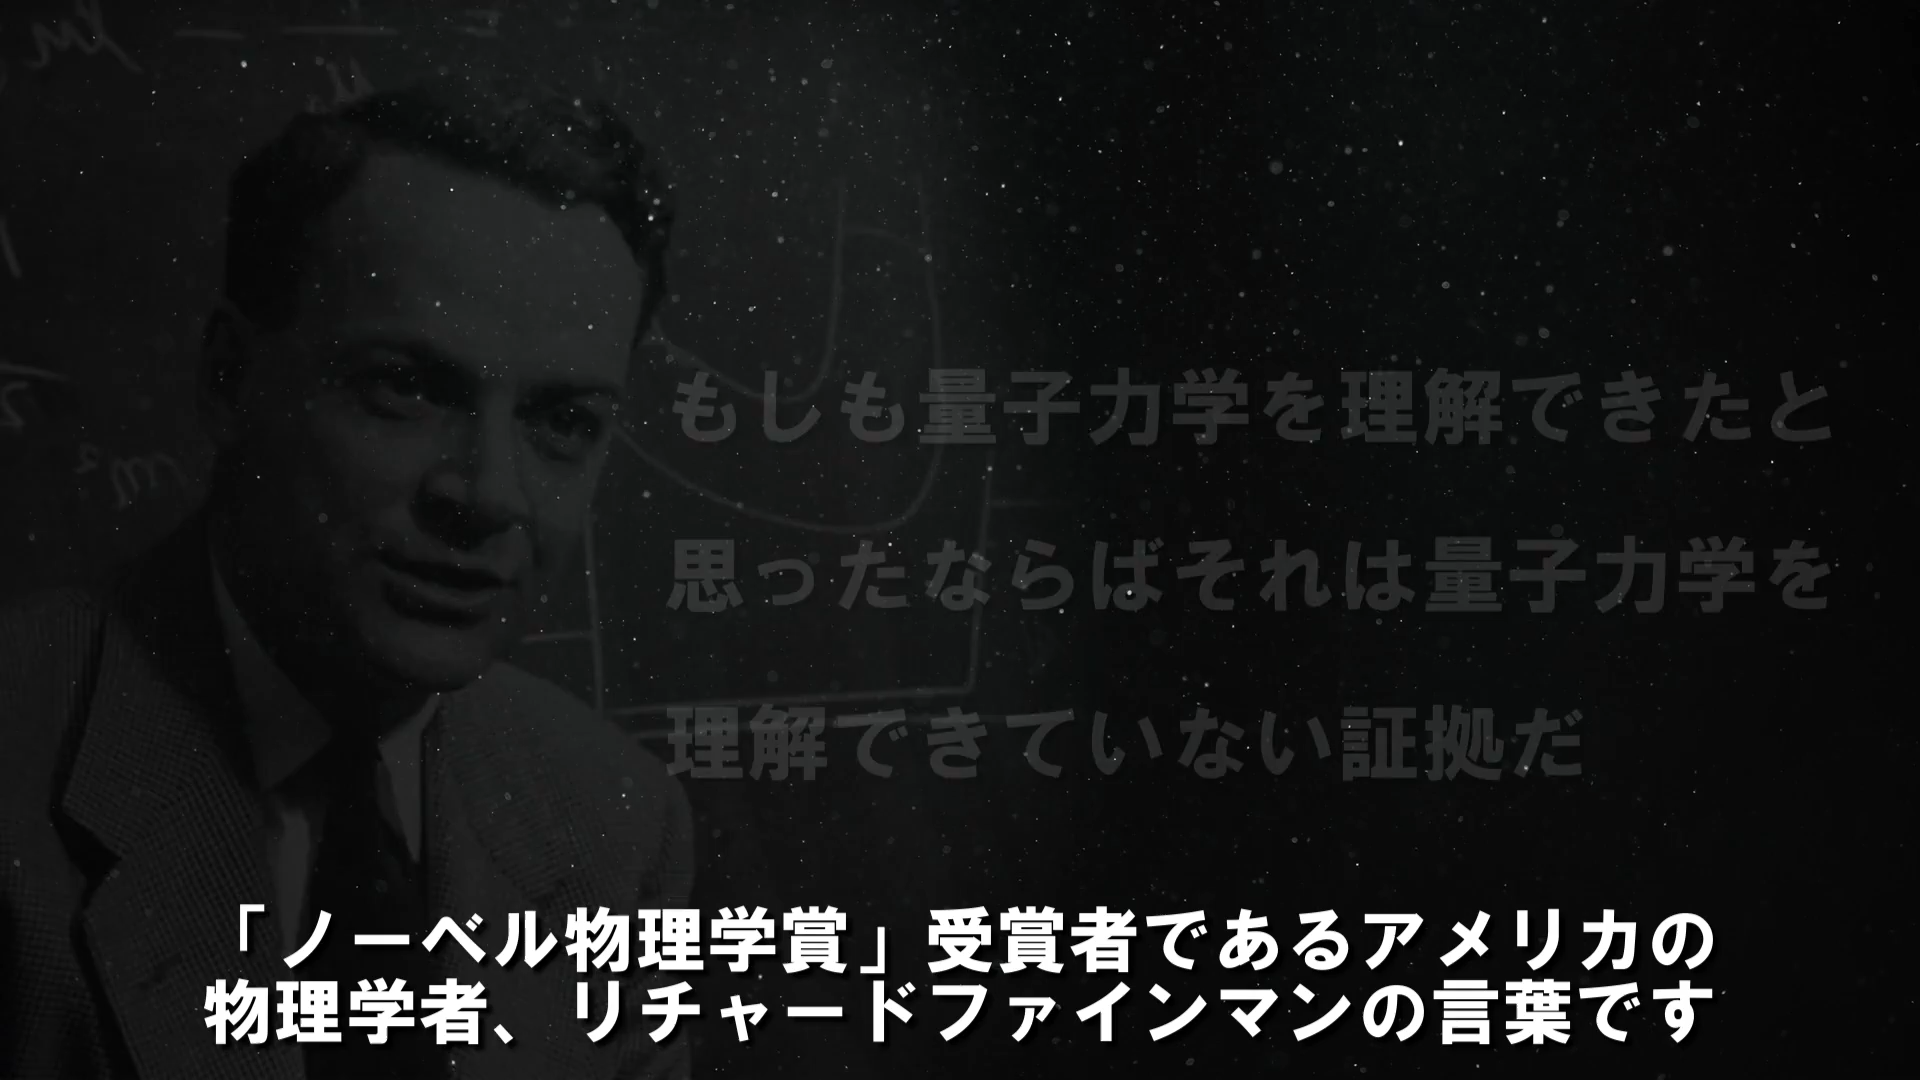 もしも量子力学を理解できたと
思ったならばそれは量子力学を
理解できていない証拠だ
「ノーベル物理学賞」受賞者であるアメリカの
物理学者、リチャードファインマンの言葉です